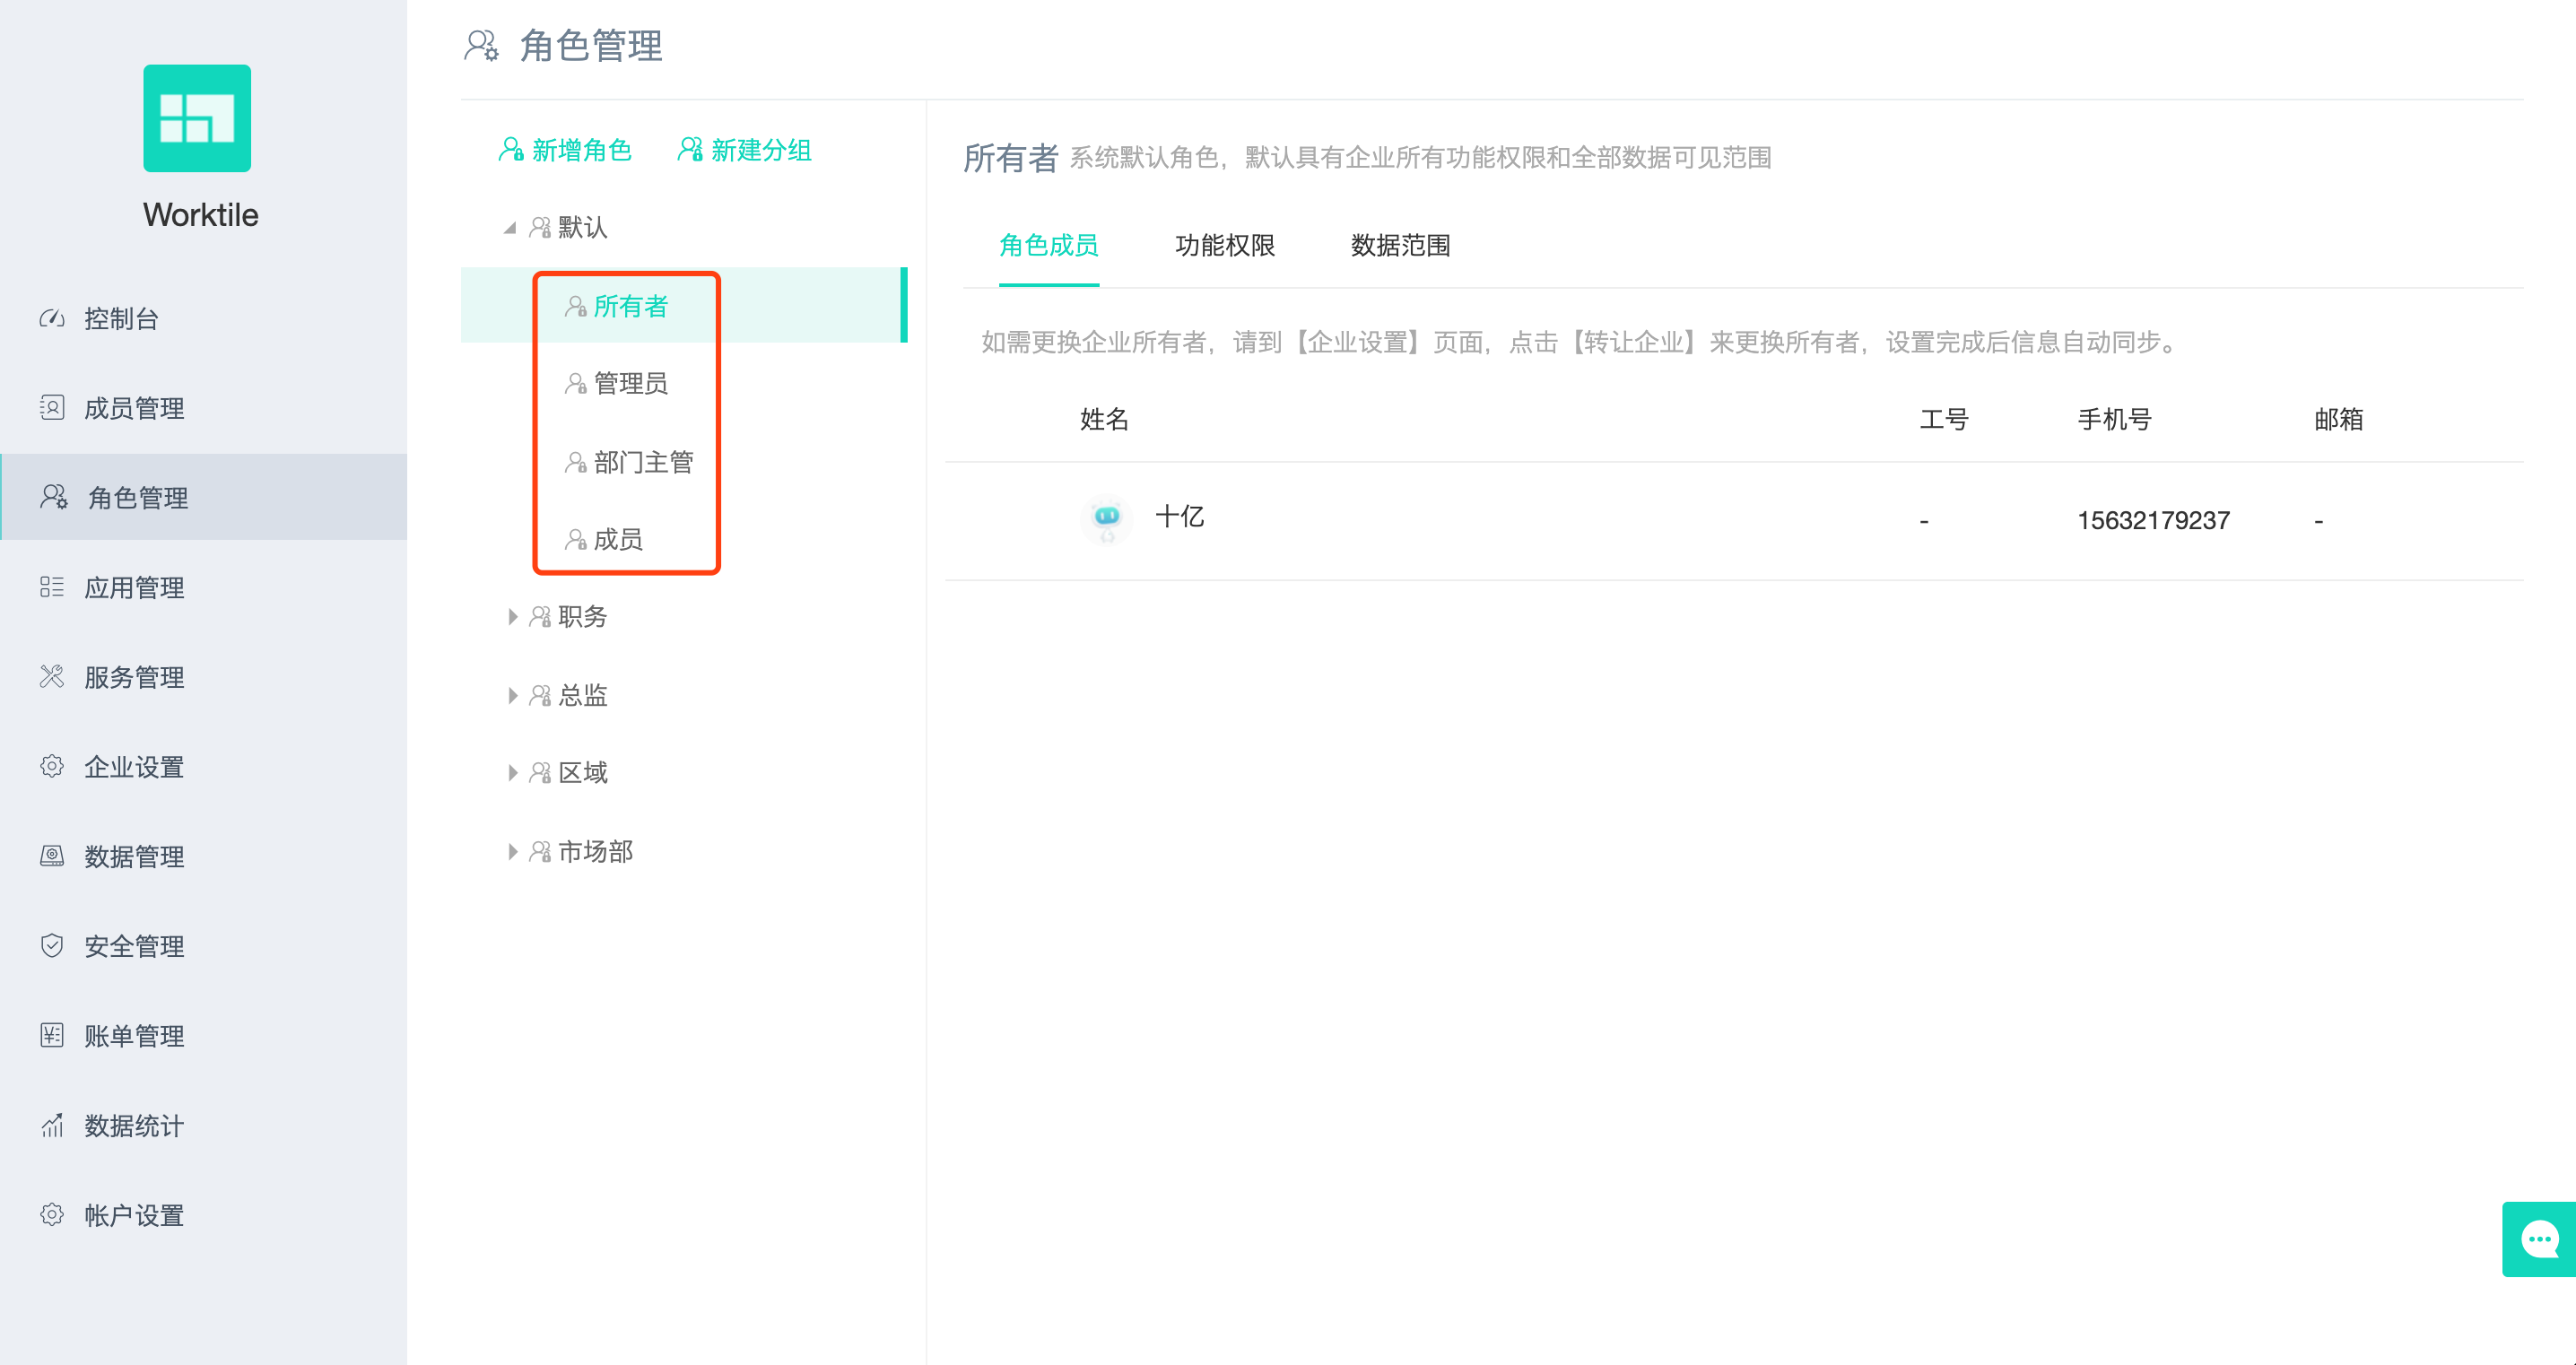 Worktile
控制台
成员管理
角色管理
应用管理
服务管理
企业设置
数据管理
安全管理
账单管理
数据统计
帐户设置
角色管理
新增角色 新建分组
默认
所有者
管理员
部门主管
成员
职务
总监
区域
市场部
所有者 系统默认角色，默认具有企业所有功能权限和全部数据可见范围
角色成员 功能权限 数据范围
如需更换企业所有者，请到【企业设置】页面，点击【转让企业】来更换所有者，设置完成后信息自动同步。
姓名 工号 手机号 邮箱
十亿 - 15632179237 -